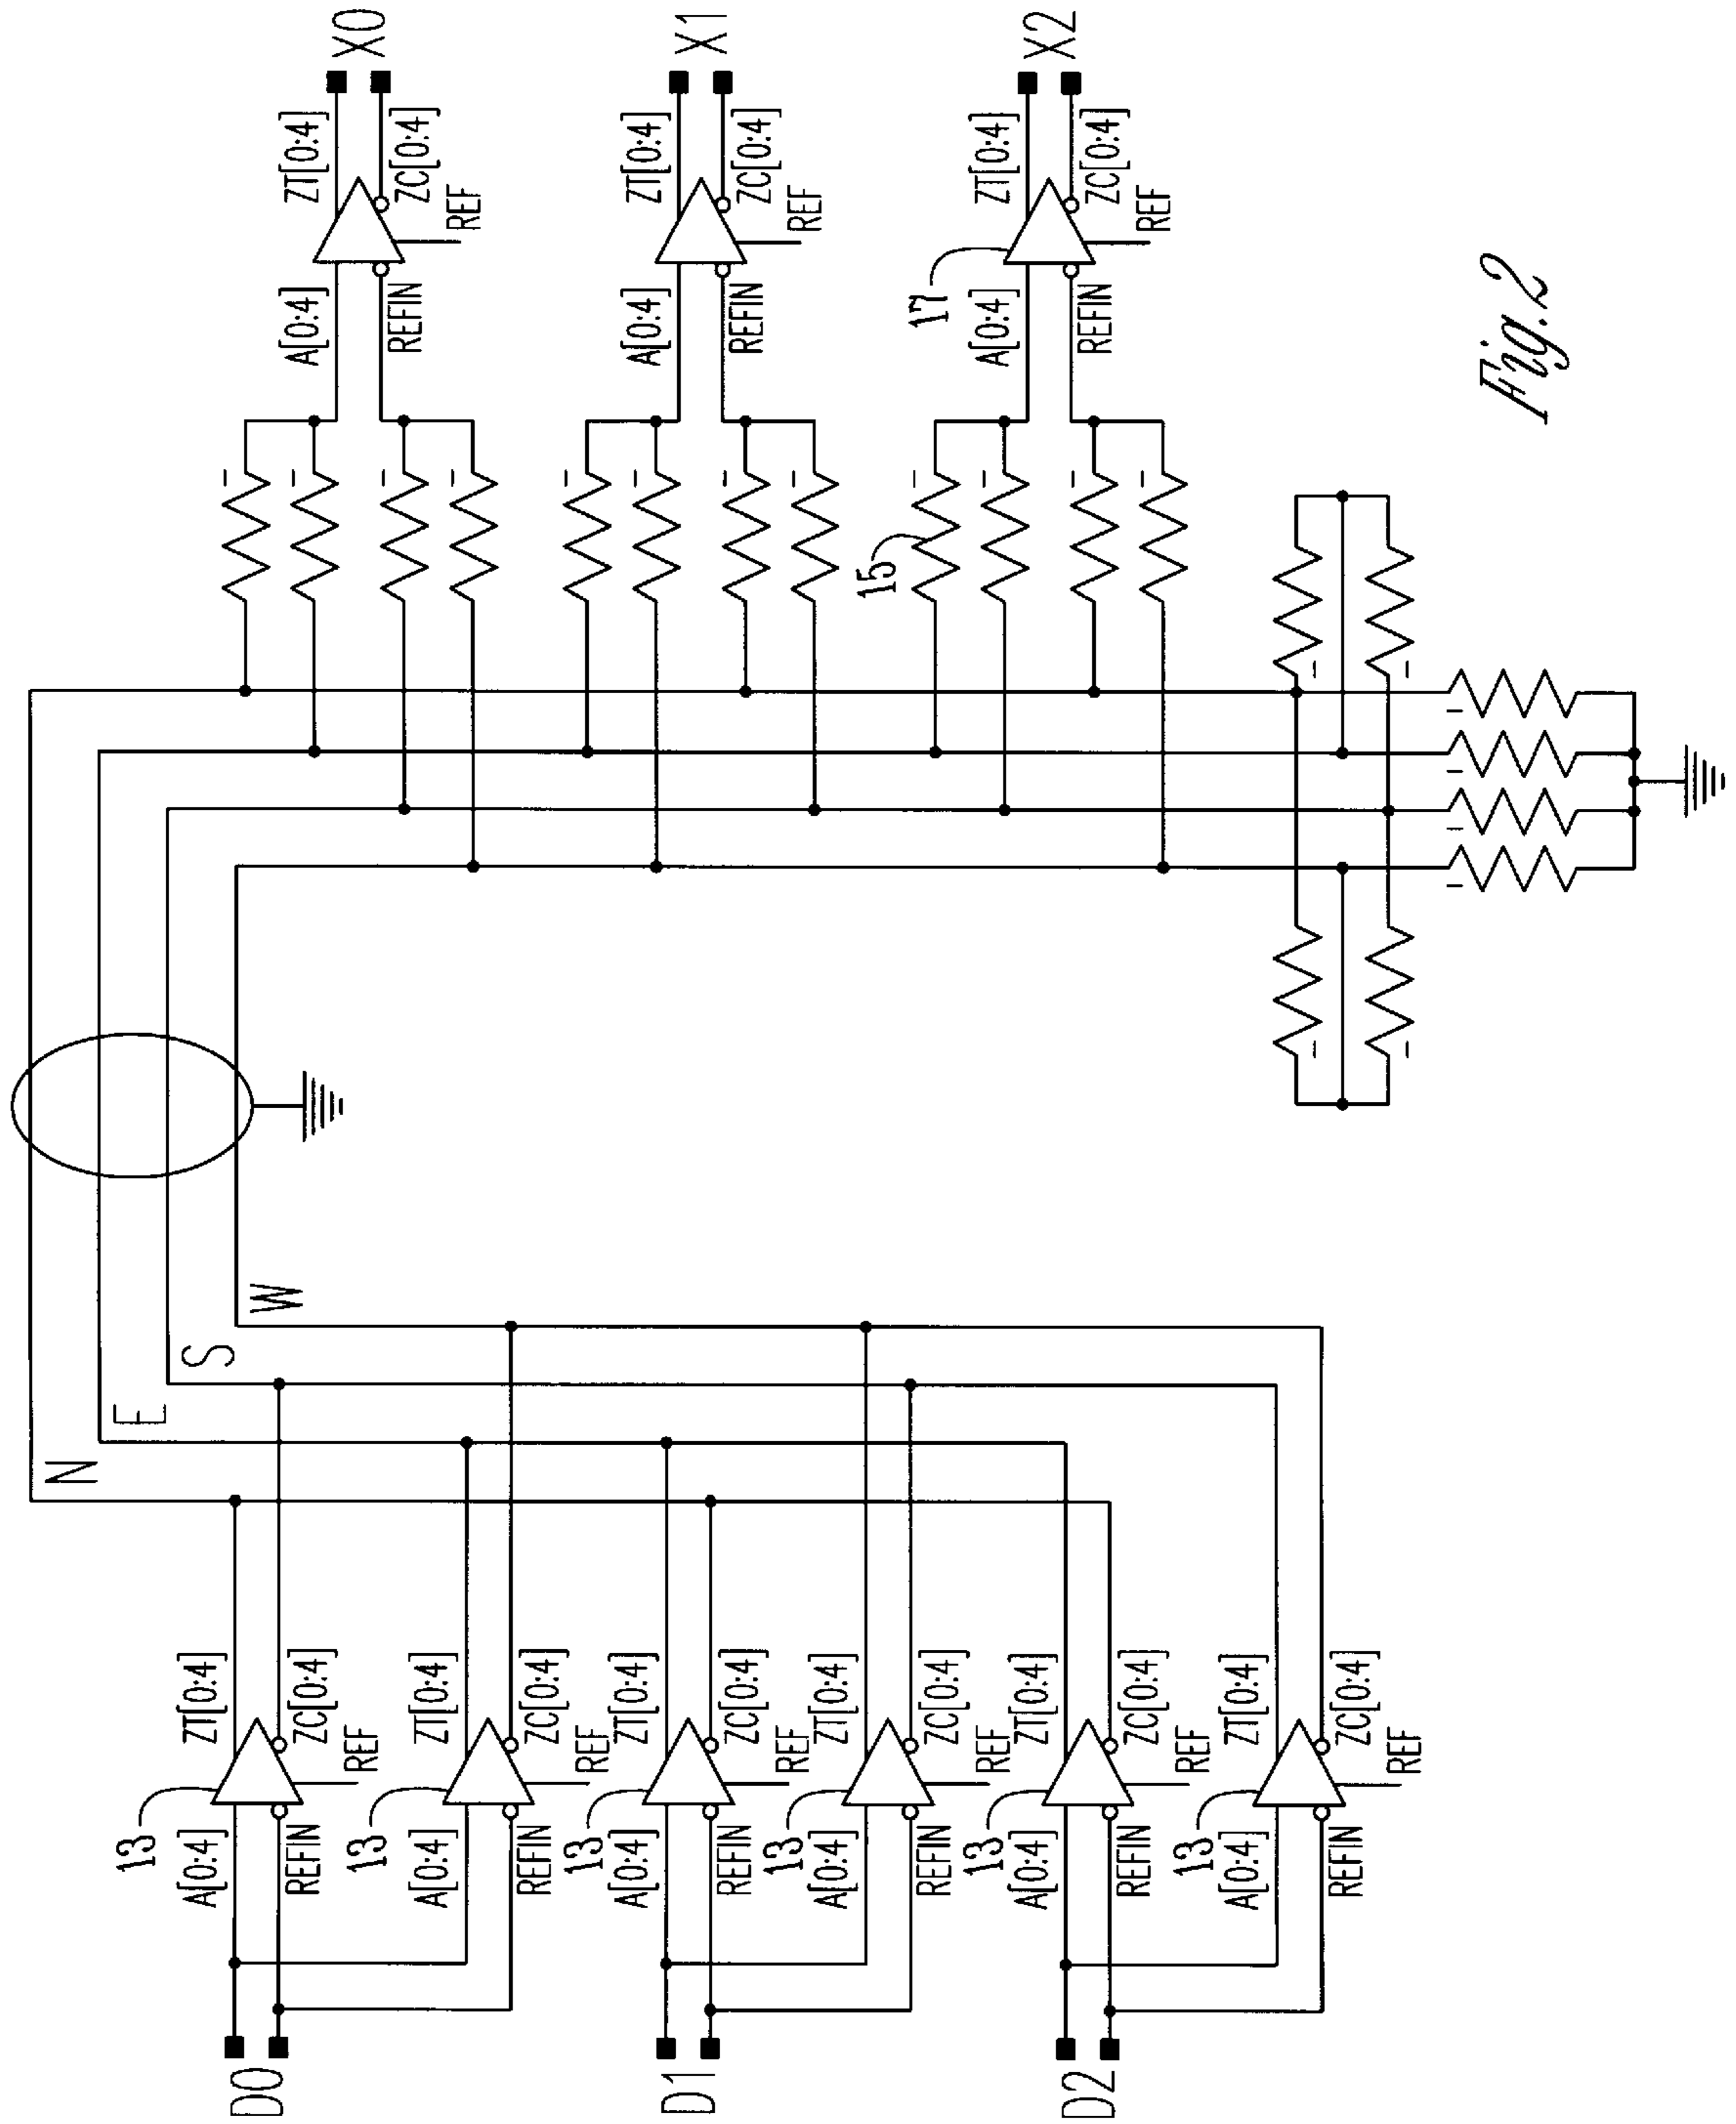 D0
13
A[0:4]
REFIN
ZT[0:4]
ZC[0:4]
REF
13
A[0:4]
REFIN
ZT[0:4]
ZC[0:4]
REF
D1
13
A[0:4]
REFIN
ZT[0:4]
ZC[0:4]
REF
13
A[0:4]
REFIN
ZT[0:4]
ZC[0:4]
REF
D2
13
A[0:4]
REFIN
ZT[0:4]
ZC[0:4]
REF
13
A[0:4]
REFIN
ZT[0:4]
ZC[0:4]
REF
N
E
S
W
A[0:4]
REFIN
ZT[0:4]
ZC[0:4]
REF
X0
A[0:4]
REFIN
ZT[0:4]
ZC[0:4]
REF
X1
15
17
A[0:4]
REFIN
ZT[0:4]
ZC[0:4]
REF
X2
Fig. 2